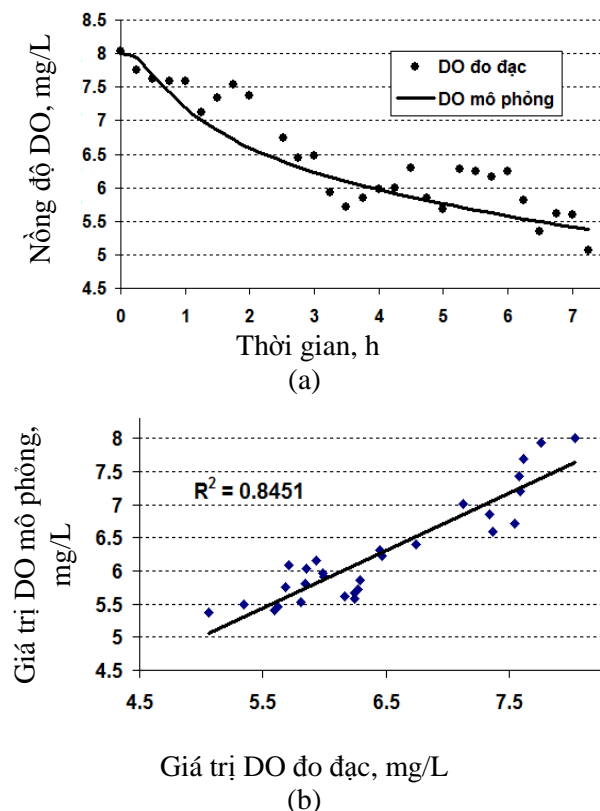 8.5
8
7.5
7
6.5
6
5.5
5
4.5
Nồng độ DO, mg/L
DO đo đạc
DO mô phỏng
0 1 2 3 4 5 6 7
Thời gian, h
(a)
8
7.5
7
6.5
6
5.5
5
4.5
Giá trị DO mô phỏng,
mg/L
R² = 0.8451
4.5 5.5 6.5 7.5
Giá trị DO đo đạc, mg/L
(b)